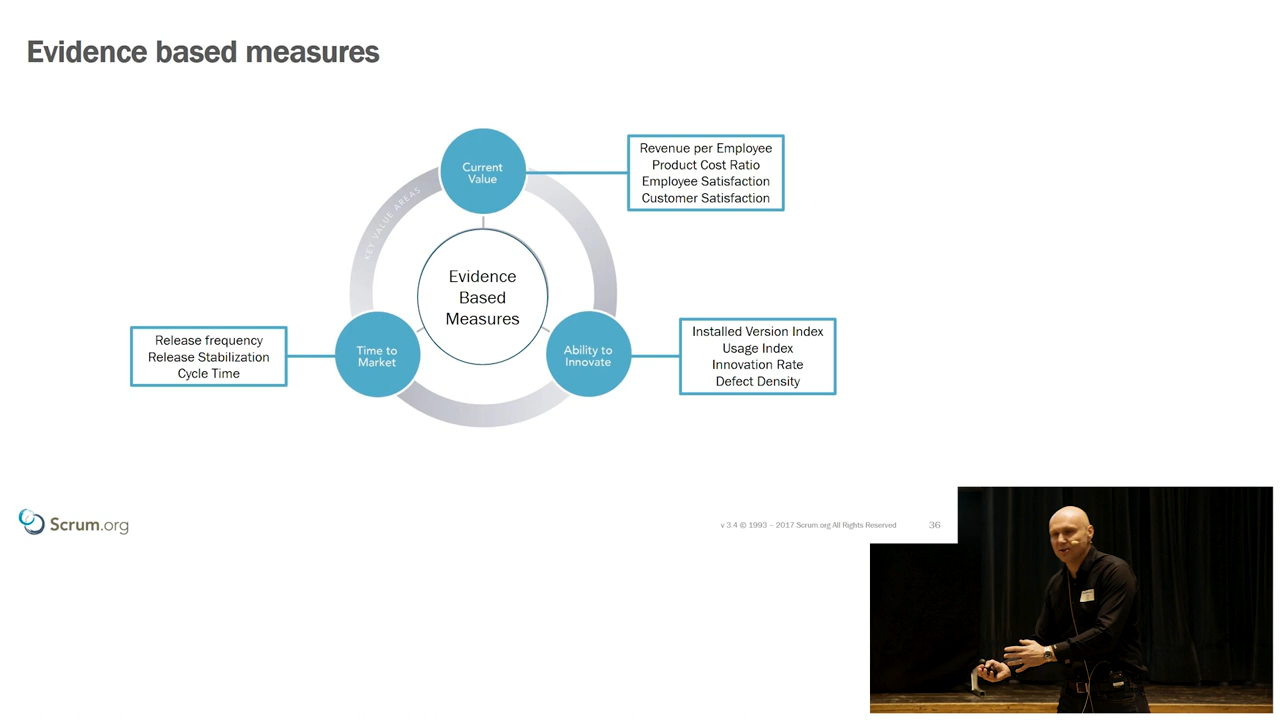 Evidence based measures
Current
Value
Revenue per Employee
Product Cost Ratio
Employee Satisfaction
Customer Satisfaction
KEY VALUE AREAS
Evidence
Based
Measures
Release frequency
Release Stabilization
Cycle Time
Time to
Market
Ability to
Innovate
Installed Version Index
Usage Index
Innovation Rate
Defect Density
Scrum.org
v 3.4 © 1993 – 2017 Scrum.org All Rights Reserved
36